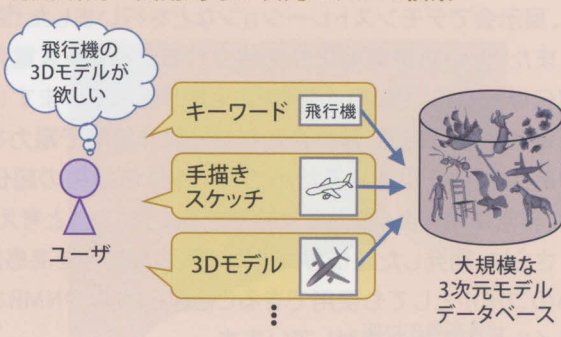 飛行機の
3Dモデルが
欲しい
ユーザ
キーワード
飛行機
手描き
スケッチ
3Dモデル
⋮
大規模な
3次元モデル
データベース